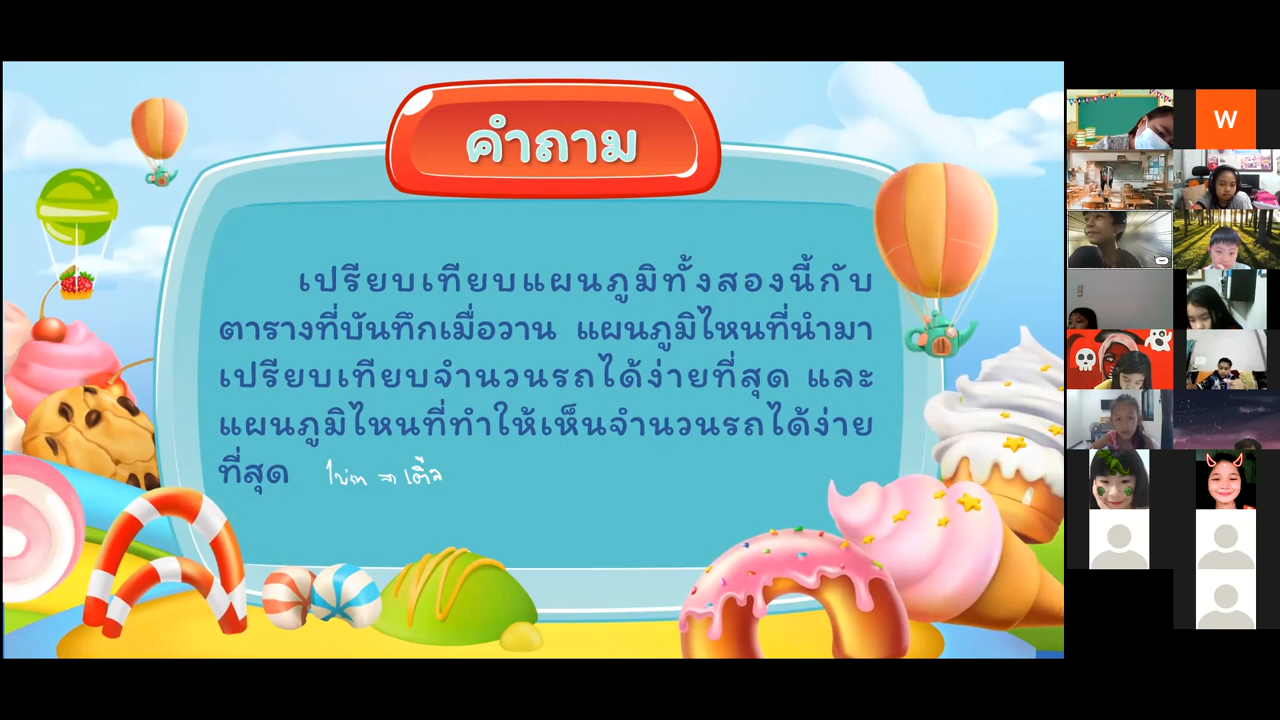 คำถาม
เปรียบเทียบแผนภูมิทั้งสองนี้กับ
ตารางที่บันทึกเมื่อวาน แผนภูมิไหนที่นำมา
เปรียบเทียบจำนวนรถได้ง่ายที่สุด และ
แผนภูมิไหนที่ทำให้เห็นจำนวนรถได้ง่าย
ที่สุด
W